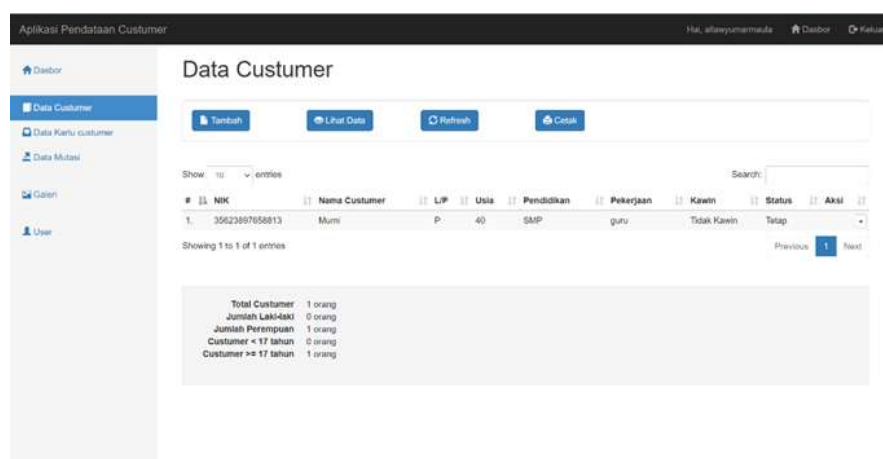 Aplikasi Pendataan Custumer
Hai, Dasbor Keluar
Dasbor
Data Custumer
Data Kartu custumer
Data Mutasi
Galeri
User
Data Custumer
Tambah Lihat Data Refresh Cetak
Show 10 entries
Search:
# NIK Nama Custumer L/P Usia Pendidikan Pekerjaan Kawin Status Aksi
1. 35623897658813 Murni P 40 SMP guru Tidak Kawin Tetap
Showing 1 to 1 of 1 entries
Previous 1 Next
Total Custumer 1 orang
Jumlah Laki-laki 0 orang
Jumlah Perempuan 1 orang
Custumer < 17 tahun 0 orang
Custumer >= 17 tahun 1 orang